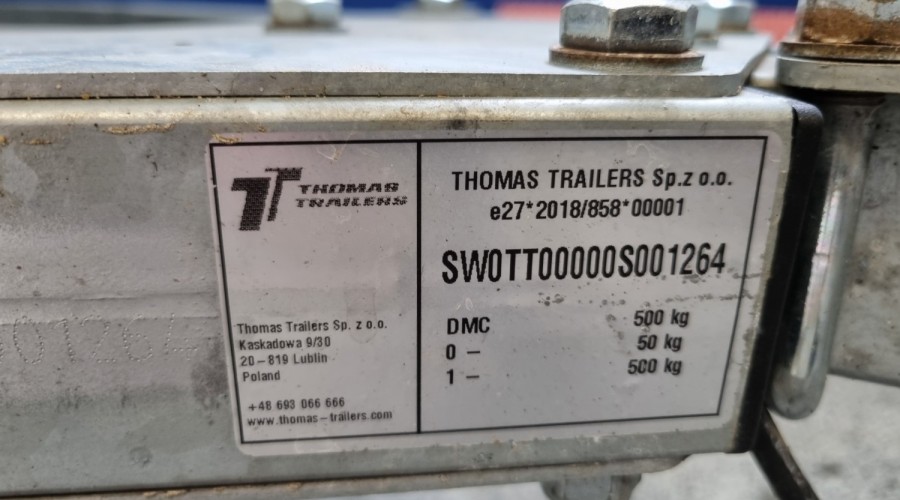 TT THOMAS
TRAILERS
Thomas Trailers Sp. z o.o.
Kaskadowa 9/30
20-819 Lublin
Poland
+48 693 066 666
www.thomas-trailers.com
THOMAS TRAILERS Sp.z o.o.
e27*2018/858*00001
SW0TT00000S001264
DMC 500 kg
0 - 50 kg
1 - 500 kg